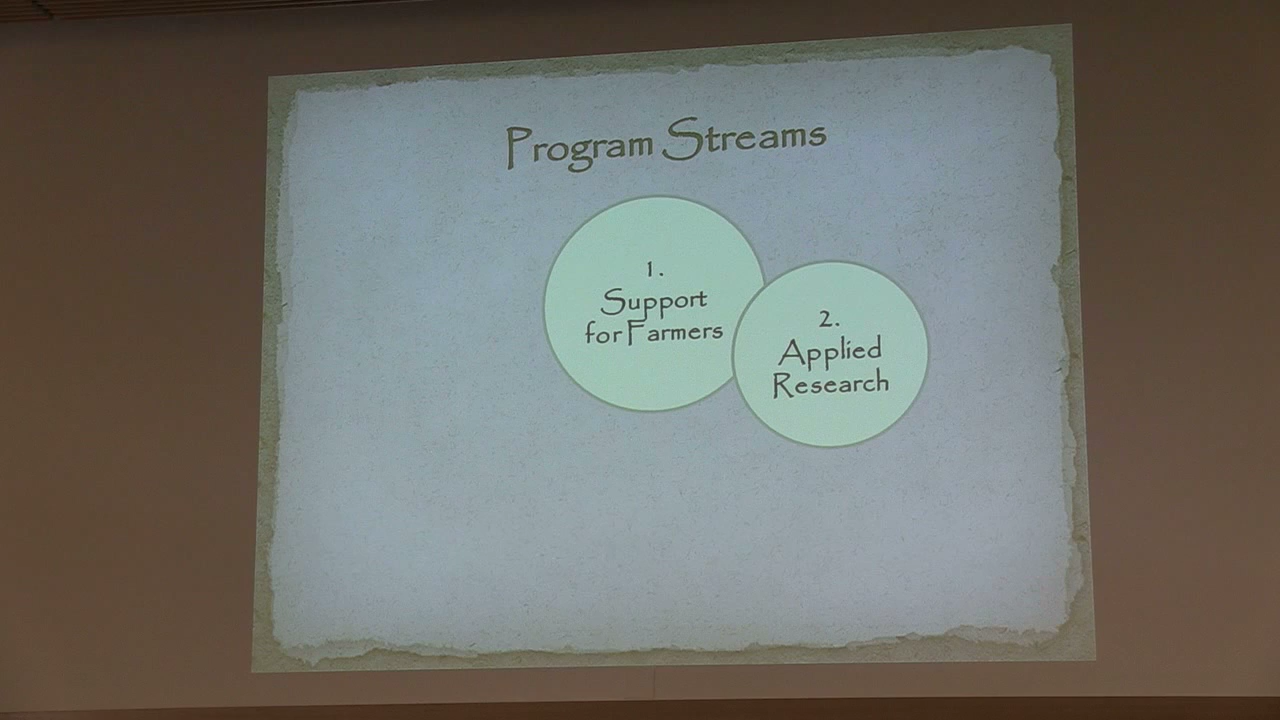 Program Streams
1.
Support
for Farmers
2.
Applied
Research